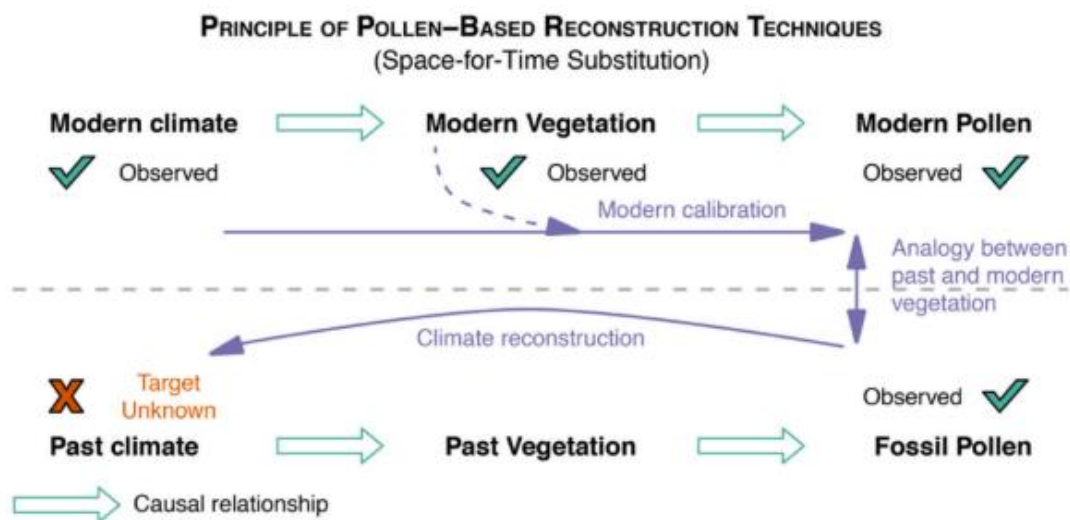 PRINCIPLE OF POLLEN–BASED RECONSTRUCTION TECHNIQUES
(Space-for-Time Substitution)
Modern climate
Modern Vegetation
Modern Pollen
Observed
Observed
Observed
Modern calibration
Analogy between
past and modern
vegetation
Climate reconstruction
Target
Unknown
Observed
Past climate
Past Vegetation
Fossil Pollen
Causal relationship